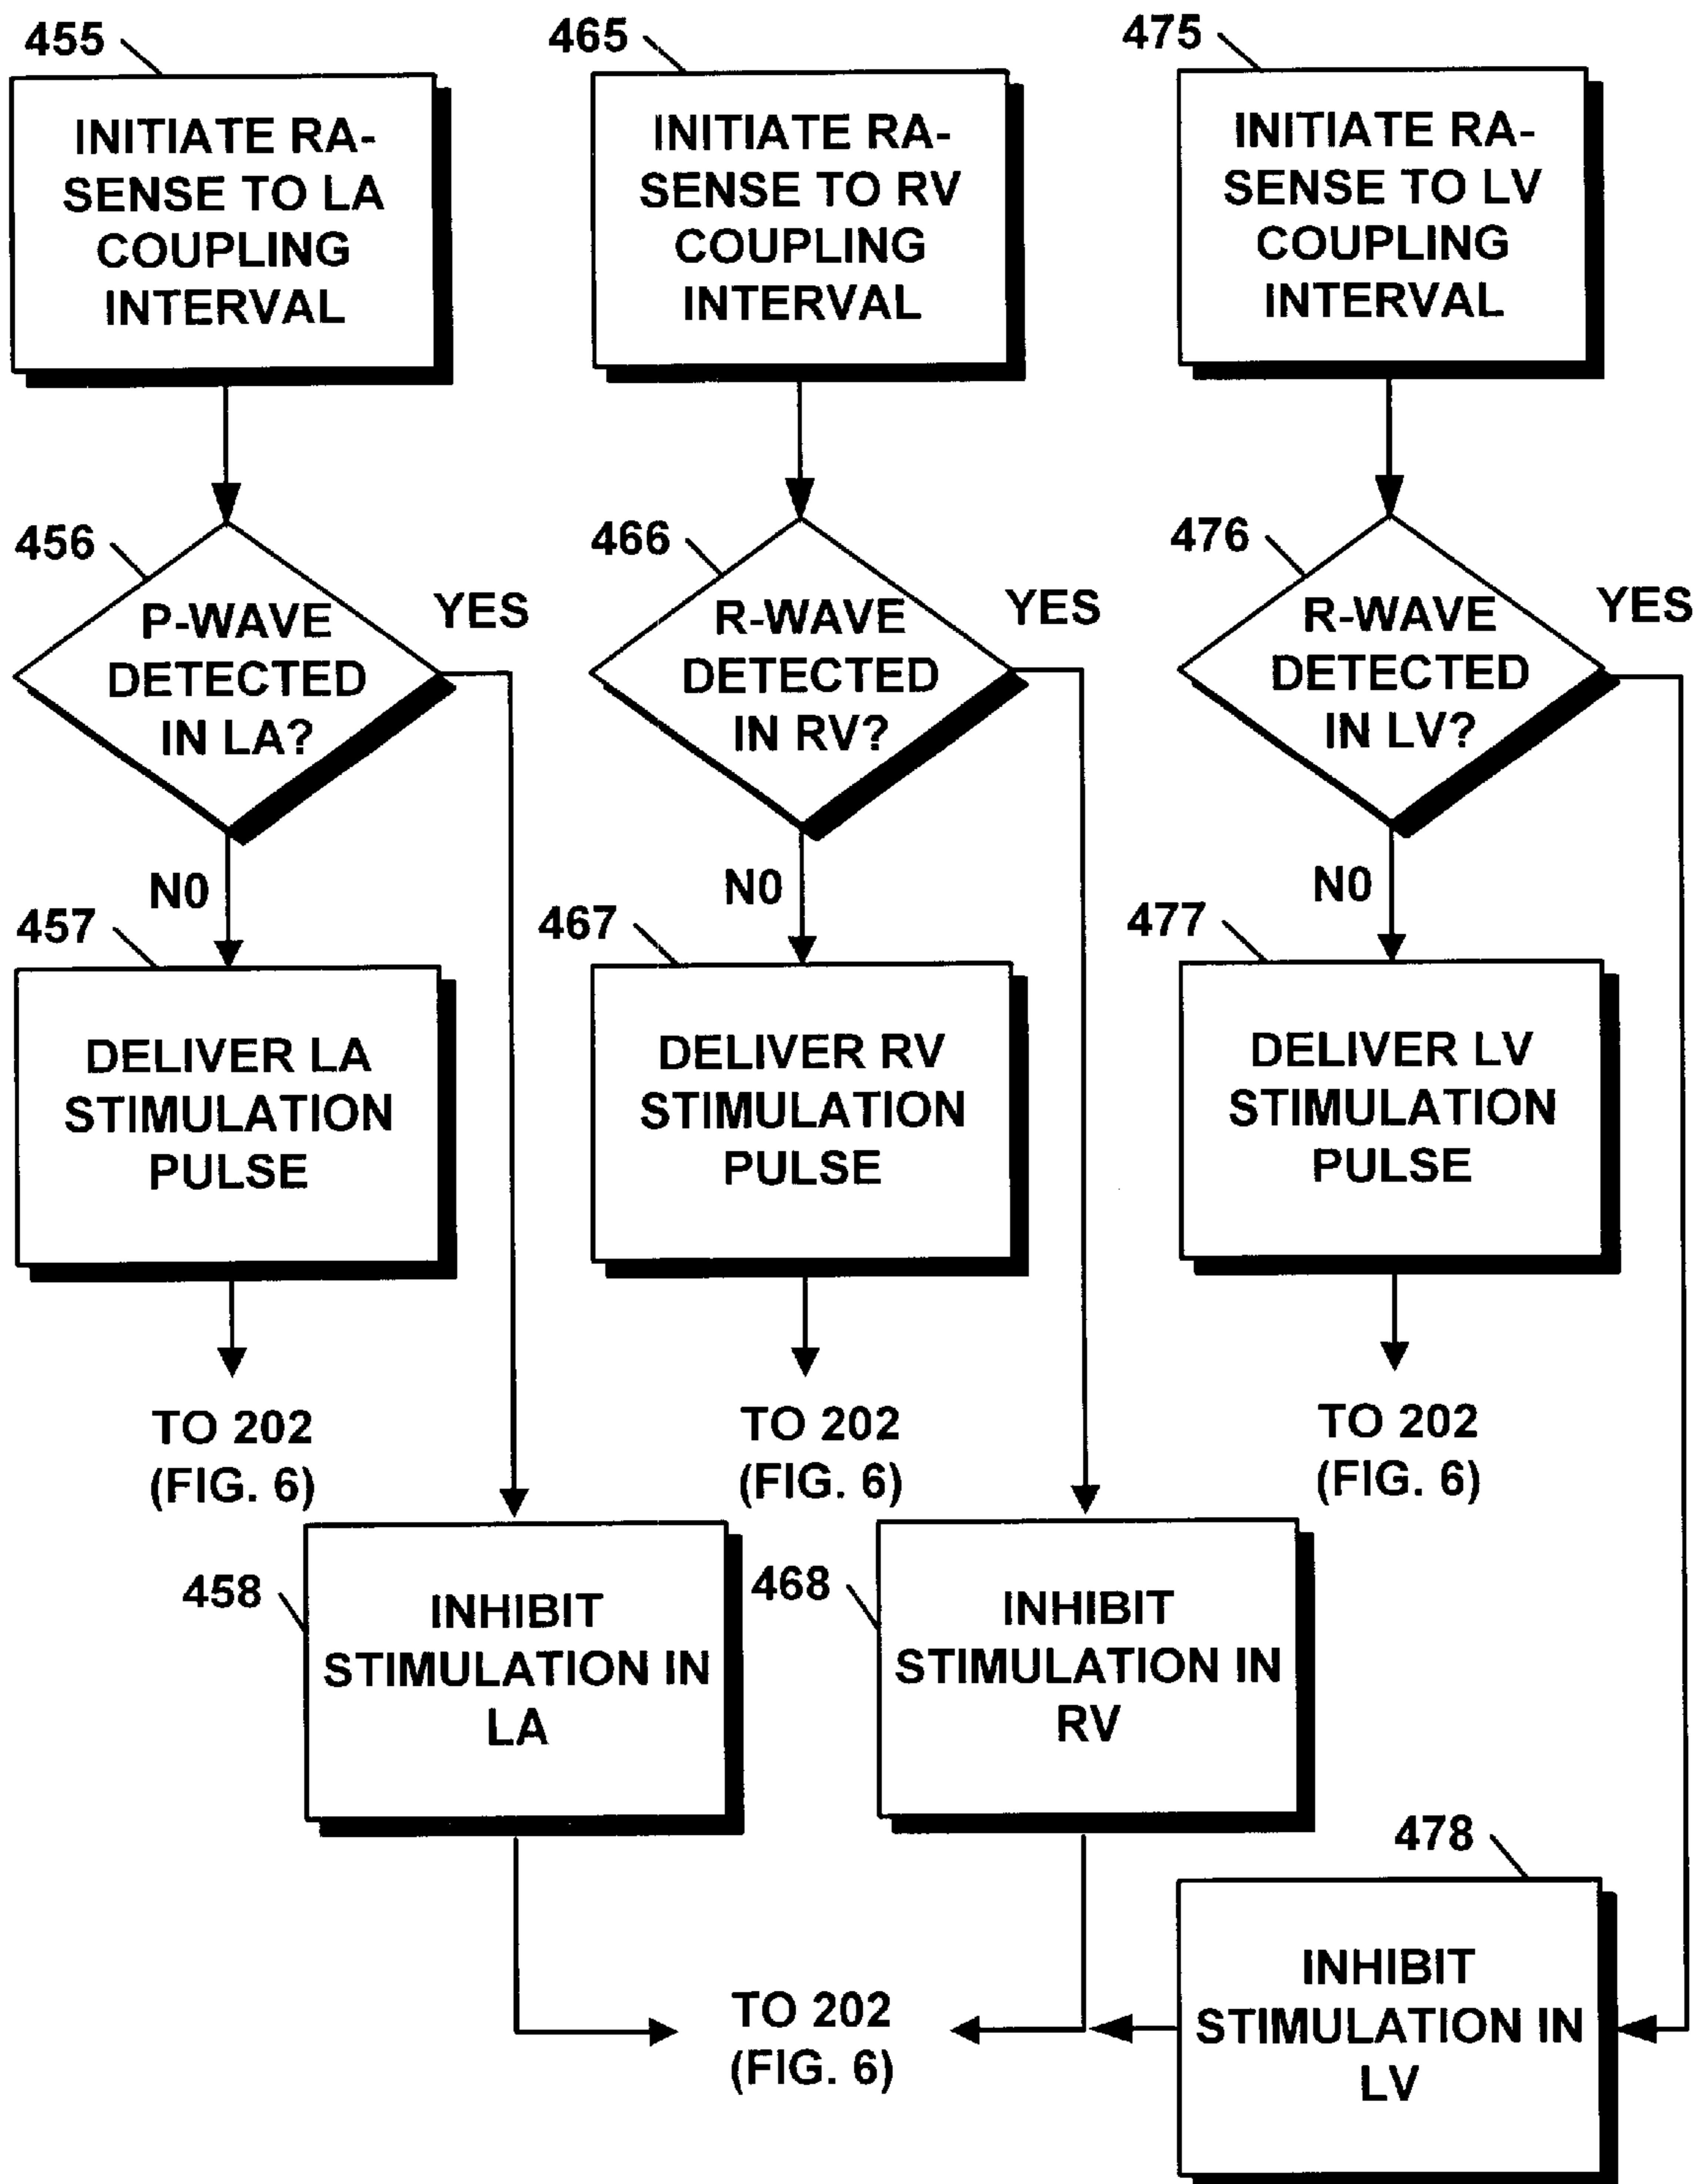 455
INITIATE RA-
SENSE TO LA
COUPLING
INTERVAL
465
INITIATE RA-
SENSE TO RV
COUPLING
INTERVAL
475
INITIATE RA-
SENSE TO LV
COUPLING
INTERVAL
456
P-WAVE
DETECTED
IN LA?
YES
N0
466
R-WAVE
DETECTED
IN RV?
YES
N0
476
R-WAVE
DETECTED
IN LV?
YES
N0
457
DELIVER LA
STIMULATION
PULSE
467
DELIVER RV
STIMULATION
PULSE
477
DELIVER LV
STIMULATION
PULSE
TO 202
(FIG. 6)
TO 202
(FIG. 6)
TO 202
(FIG. 6)
458
INHIBIT
STIMULATION IN
LA
468
INHIBIT
STIMULATION IN
RV
478
INHIBIT
STIMULATION IN
LV
TO 202
(FIG. 6)